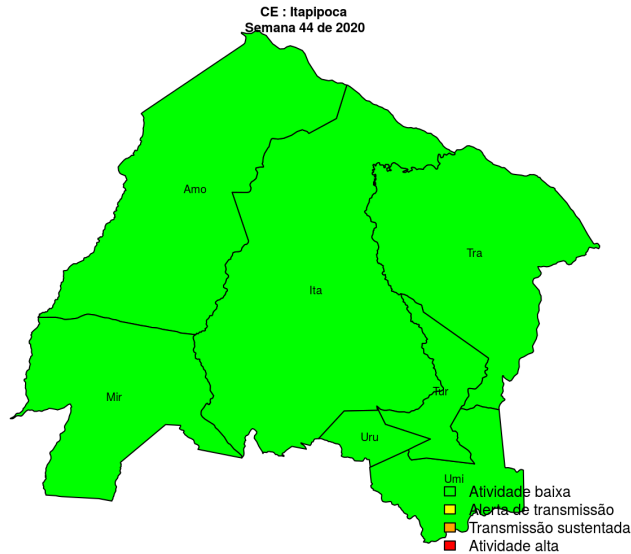 CE : Itapipoca
Semana 44 de 2020
Amo
Tra
Ita
Mir
Tur
Uru
Umi
Atividade baixa
Alerta de transmissão
Transmissão sustentada
Atividade alta